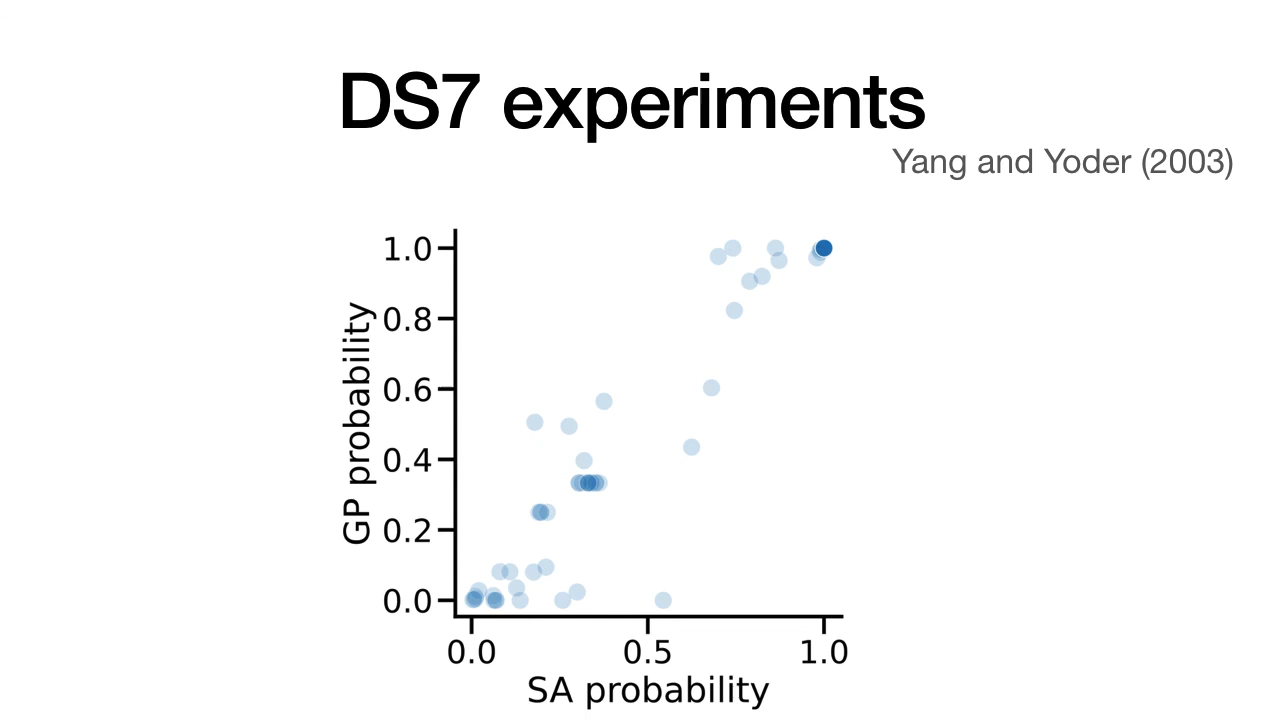 DS7 experiments
Yang and Yoder (2003)
GP probability
1.0
0.8
0.6
0.4
0.2
0.0
0.0 0.5 1.0
SA probability